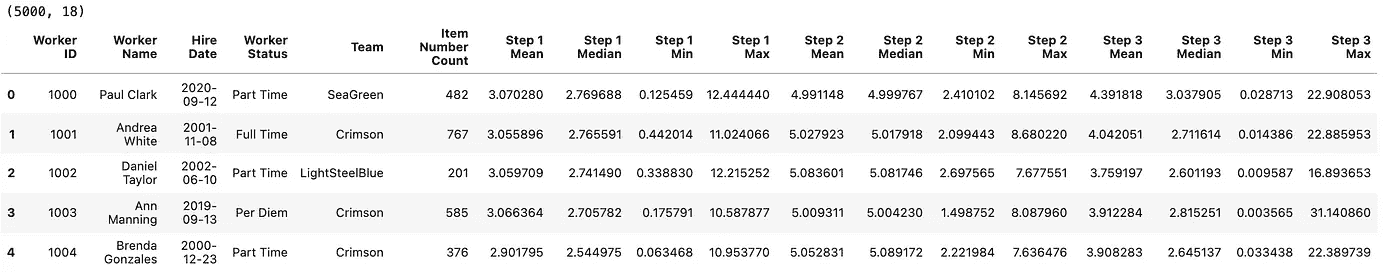 (5000, 18)
Worker ID Worker Name Hire Date Worker Status Team Item Number Count Step 1 Mean Step 1 Median Step 1 Min Step 1 Max Step 2 Mean Step 2 Median Step 2 Min Step 2 Max Step 3 Mean Step 3 Median Step 3 Min Step 3 Max
0 1000 Paul Clark 2020-09-12 Part Time SeaGreen 482 3.070280 2.769688 0.125459 12.444440 4.991148 4.999767 2.410102 8.145692 4.391818 3.037905 0.028713 22.908053
1 1001 Andrea White 2001-11-08 Full Time Crimson 767 3.055896 2.765591 0.442014 11.024066 5.027923 5.017918 2.099443 8.680220 4.042051 2.711614 0.014386 22.885953
2 1002 Daniel Taylor 2002-06-10 Part Time LightSteelBlue 201 3.059709 2.741490 0.338830 12.215252 5.083601 5.081746 2.697565 7.677551 3.759197 2.601193 0.009587 16.893653
3 1003 Ann Manning 2019-09-13 Per Diem Crimson 585 3.066364 2.705782 0.175791 10.587877 5.009311 5.004230 1.498752 8.087960 3.912284 2.815251 0.003565 31.140860
4 1004 Brenda Gonzales 2000-12-23 Part Time Crimson 376 2.901795 2.544975 0.063468 10.953770 5.052831 5.089172 2.221984 7.636476 3.908283 2.645137 0.033438 22.389739